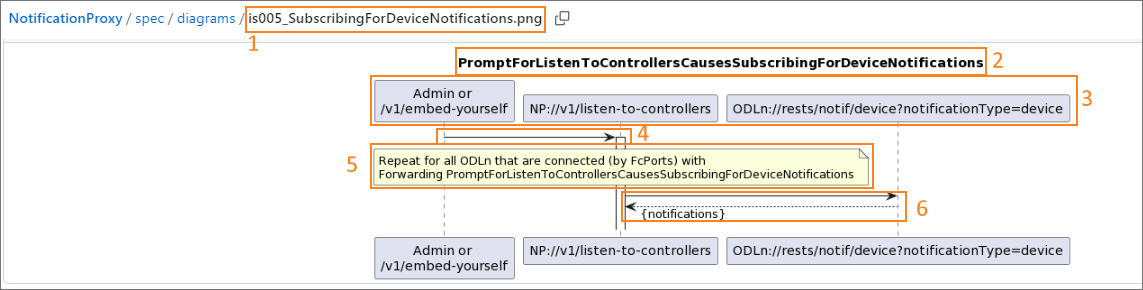 NotificationProxy / spec / diagrams / is005_SubscribingForDeviceNotifications.png
1
PromptForListenToControllersCausesSubscribingForDeviceNotifications 2
Admin or
/v1/embed-yourself
NP://v1/listen-to-controllers
ODLn://rests/notif/device?notificationType=device
3
4
5
Repeat for all ODLn that are connected (by FcPorts) with
Forwarding PromptForListenToControllersCausesSubscribingForDeviceNotifications
6
{notifications}
Admin or
/v1/embed-yourself
NP://v1/listen-to-controllers
ODLn://rests/notif/device?notificationType=device